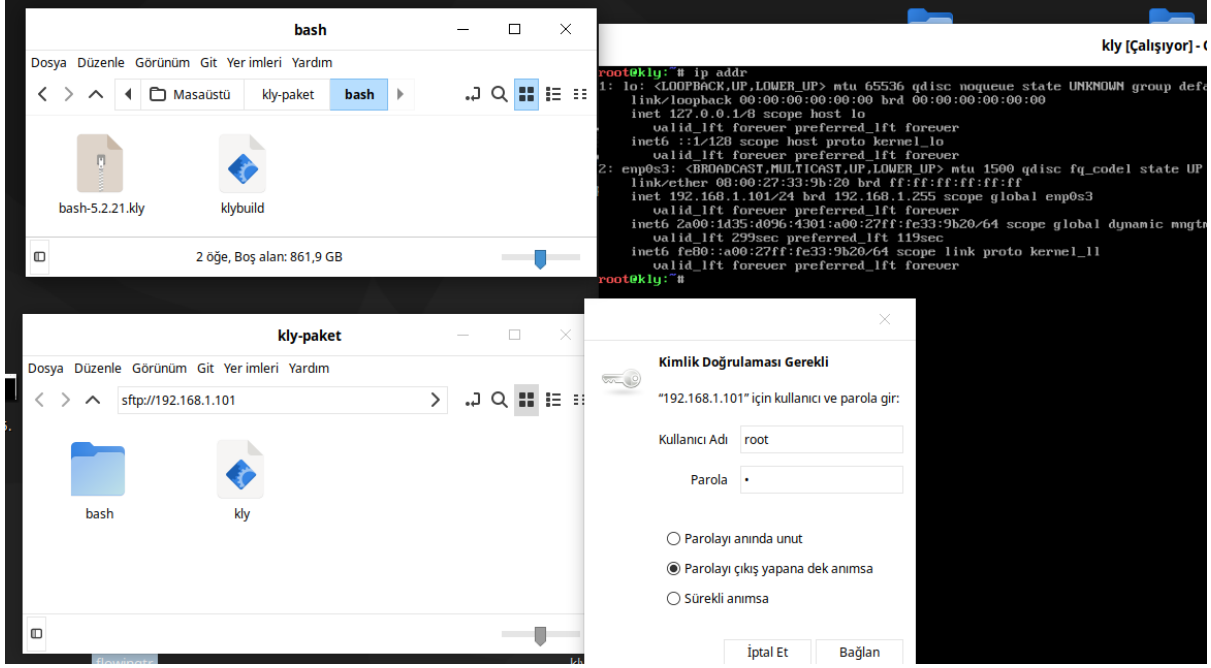 bash
Dosya Düzenle Görünüm Git Yer imleri Yardım
Masaüstü kly-paket bash
bash-5.2.21.kly klybuild
2 öğe, Boş alan: 861,9 GB
kly [Çalışıyor] -
root@kly:~# ip addr
1: lo: <LOOPBACK,UP,LOWER_UP> mtu 65536 qdisc noqueue state UNKNOWN group defa
link/loopback 00:00:00:00:00:00 brd 00:00:00:00:00:00
inet 127.0.0.1/8 scope host lo
valid_lft forever preferred_lft forever
inet6 ::1/128 scope host proto kernel_lo
valid_lft forever preferred_lft forever
2: enp0s3: <BROADCAST,MULTICAST,UP,LOWER_UP> mtu 1500 qdisc fq_codel state UP
link/ether 08:00:27:33:9b:20 brd ff:ff:ff:ff:ff:ff
inet 192.168.1.101/24 brd 192.168.1.255 scope global enp0s3
valid_lft forever preferred_lft forever
inet6 2a00:1d35:d096:4301:a00:27ff:fe33:9b20/64 scope global dynamic mngtm
valid_lft 299sec preferred_lft 119sec
inet6 fe80::a00:27ff:fe33:9b20/64 scope link proto kernel_ll
valid_lft forever preferred_lft forever
root@kly:~#
kly-paket
Dosya Düzenle Görünüm Git Yer imleri Yardım
sftp://192.168.1.101
bash kly
Kimlik Doğrulaması Gerekli
“192.168.1.101” için kullanıcı ve parola gir:
Kullanıcı Adı root
Parola •
Parolayı anında unut
Parolayı çıkış yapana dek anımsa
Sürekli anımsa
İptal Et Bağlan